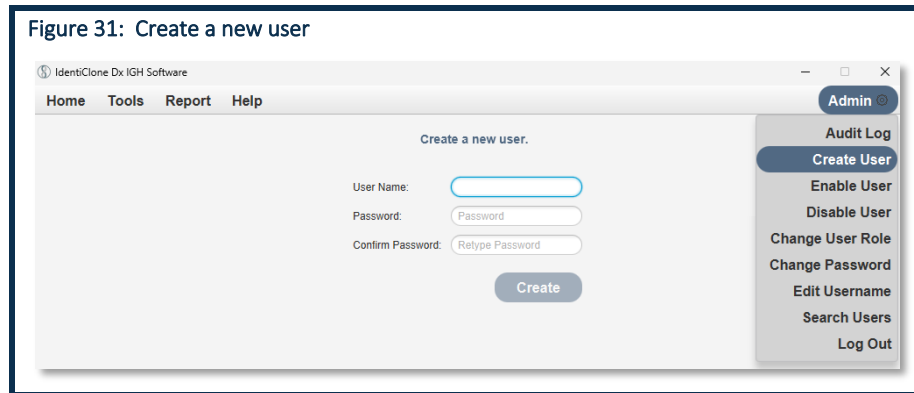 Figure 31: Create a new user
IdentiClone Dx IGH Software
Home Tools Report Help Admin
Create a new user.
User Name:
Password: Password
Confirm Password: Retype Password
Create
Audit Log
Create User
Enable User
Disable User
Change User Role
Change Password
Edit Username
Search Users
Log Out